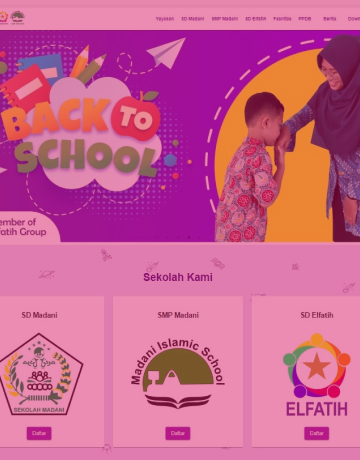 Yayasan SD Madani SMP Madani SD Elfatih Fasilitas PPDB Berita
BACK TO
SCHOOL
ember of
fatih Group
Sekolah Kami
SD Madani
SMP Madani
SD Elfatih
SEKOLAH MADANI
Madani Islamic School
ELFATIH
Daftar
Daftar
Daftar